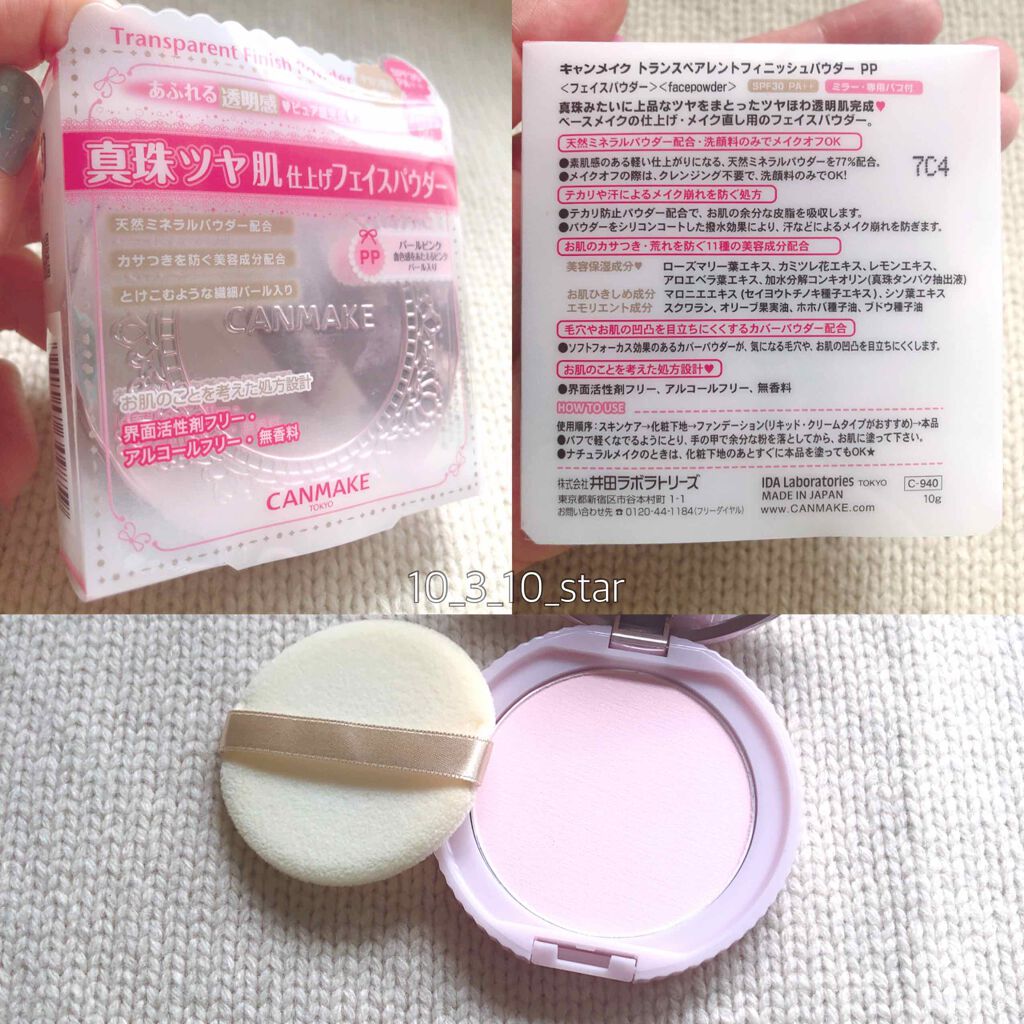 Transparent Finish Powder
あふれる透明感
真珠ツヤ肌 仕上げフェイスパウダー
天然ミネラルパウダー配合
カサつきを防ぐ美容成分配合
とけこむような繊細パール入り
PP
パールピンク
血色感をあたえるピンク
パール入り
CANMAKE
お肌のことを考えた処方設計
界面活性剤フリー・
アルコールフリー・無香料
CANMAKE
TOKYO
キャンメイク トランスペアレントフィニッシュパウダー PP
<フェイスパウダー><facepowder> SPF30 PA++ ミラー・専用パフ付
真珠みたいに上品なツヤをまとったツヤほわ透明肌完成♥
ベースメイクの仕上げ・メイク直し用のフェイスパウダー。
天然ミネラルパウダー配合・洗顔料のみでメイクオフOK
●素肌感のある軽い仕上がりになる、天然ミネラルパウダーを77%配合。
●メイクオフの際は、クレンジング不要で、洗顔料のみでOK!
7C4
テカリや汗によるメイク崩れを防ぐ処方
●テカリ防止パウダー配合で、お肌の余分な皮脂を吸収します。
●パウダーをシリコンコートした撥水効果により、汗などによるメイク崩れを防ぎます。
お肌のカサつき・荒れを防ぐ11種の美容成分配合
美容保湿成分♥ ローズマリー葉エキス、カミツレ花エキス、レモンエキス、
アロエベラ葉エキス、加水分解コンキオリン(真珠タンパク抽出液)
お肌ひきしめ成分 マロニエエキス(セイヨウトチノキ種子エキス)、シソ葉エキス
エモリエント成分 スクワラン、オリーブ果実油、ホホバ種子油、ブドウ種子油
毛穴やお肌の凹凸を目立ちにくくするカバーパウダー配合
●ソフトフォーカス効果のあるカバーパウダーが、気になる毛穴や、お肌の凹凸を目立ちにくくします。
お肌のことを考えた処方設計♥
●界面活性剤フリー、アルコールフリー、無香料
HOW TO USE
使用順序:スキンケア→化粧下地→ファンデーション(リキッド・クリームタイプがおすすめ)→本品
●パフで軽くなでるようにとり、手の甲で余分な粉を落としてから、お肌に塗って下さい。
●ナチュラルメイクのときは、化粧下地のあとすぐに本品を塗ってもOK★
株式会社 井田ラボラトリーズ
東京都新宿区市谷本村町 1-1
お問い合わせ先 ☎ 0120-44-1184(フリーダイヤル)
IDA Laboratories TOKYO
MADE IN JAPAN
www.CANMAKE.com
C-940
10g
10_3_10_star